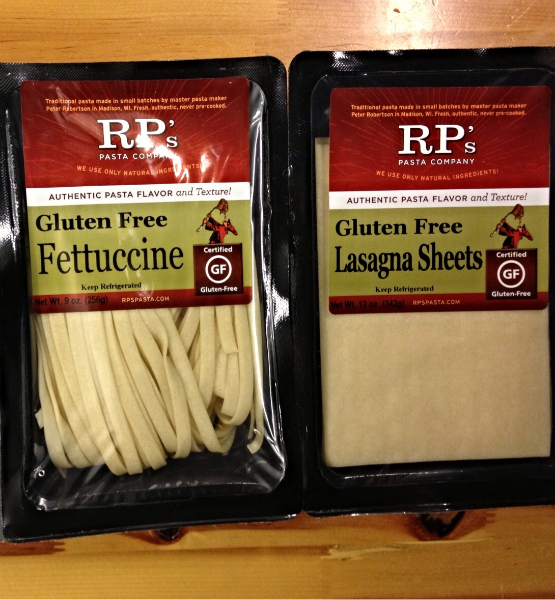 Traditional pasta made in small batches by master pasta maker
Peter Robertson in Madison, WI. Fresh, authentic, never pre-cooked.
RP's
PASTA COMPANY
WE USE ONLY NATURAL INGREDIENTS!
AUTHENTIC PASTA FLAVOR and Texture!
Gluten Free
Fettuccine
Certified
GF
Gluten-Free
Keep Refrigerated
Net Wt. 9 oz. (256g)
RPSPASTA.COM
Traditional pasta made in small batches by master pasta maker
Peter Robertson in Madison, WI. Fresh, authentic, never pre-cooked.
RP's
PASTA COMPANY
WE USE ONLY NATURAL INGREDIENTS!
AUTHENTIC PASTA FLAVOR and Texture!
Gluten Free
Lasagna Sheets
Certified
GF
Gluten-Free
Keep Refrigerated
Net Wt. 12 oz. (342g)
RPSPASTA.COM